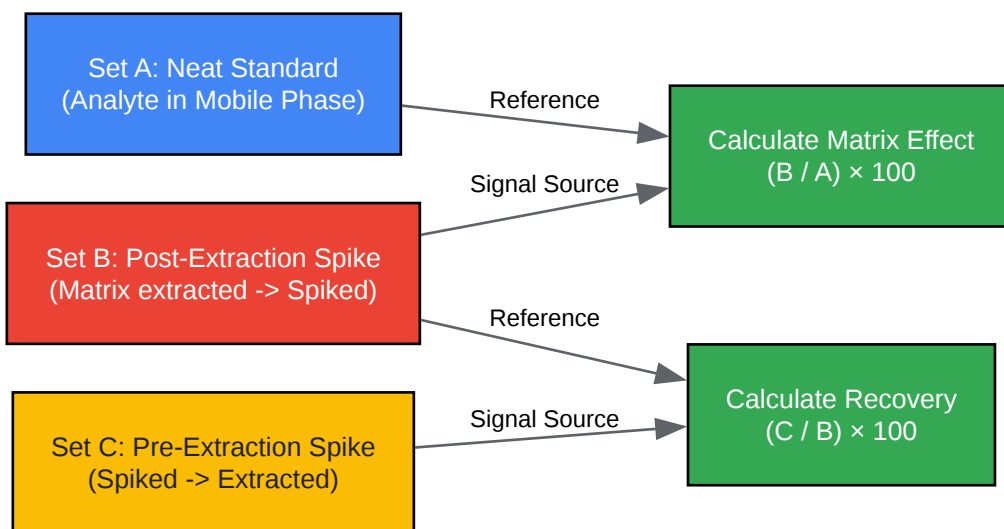 Set A: Neat Standard
(Analyte in Mobile Phase)
Reference
Calculate Matrix Effect
(B / A) × 100
Signal Source
Set B: Post-Extraction Spike
(Matrix extracted -> Spiked)
Reference
Calculate Recovery
(C / B) × 100
Signal Source
Set C: Pre-Extraction Spike
(Spiked -> Extracted)